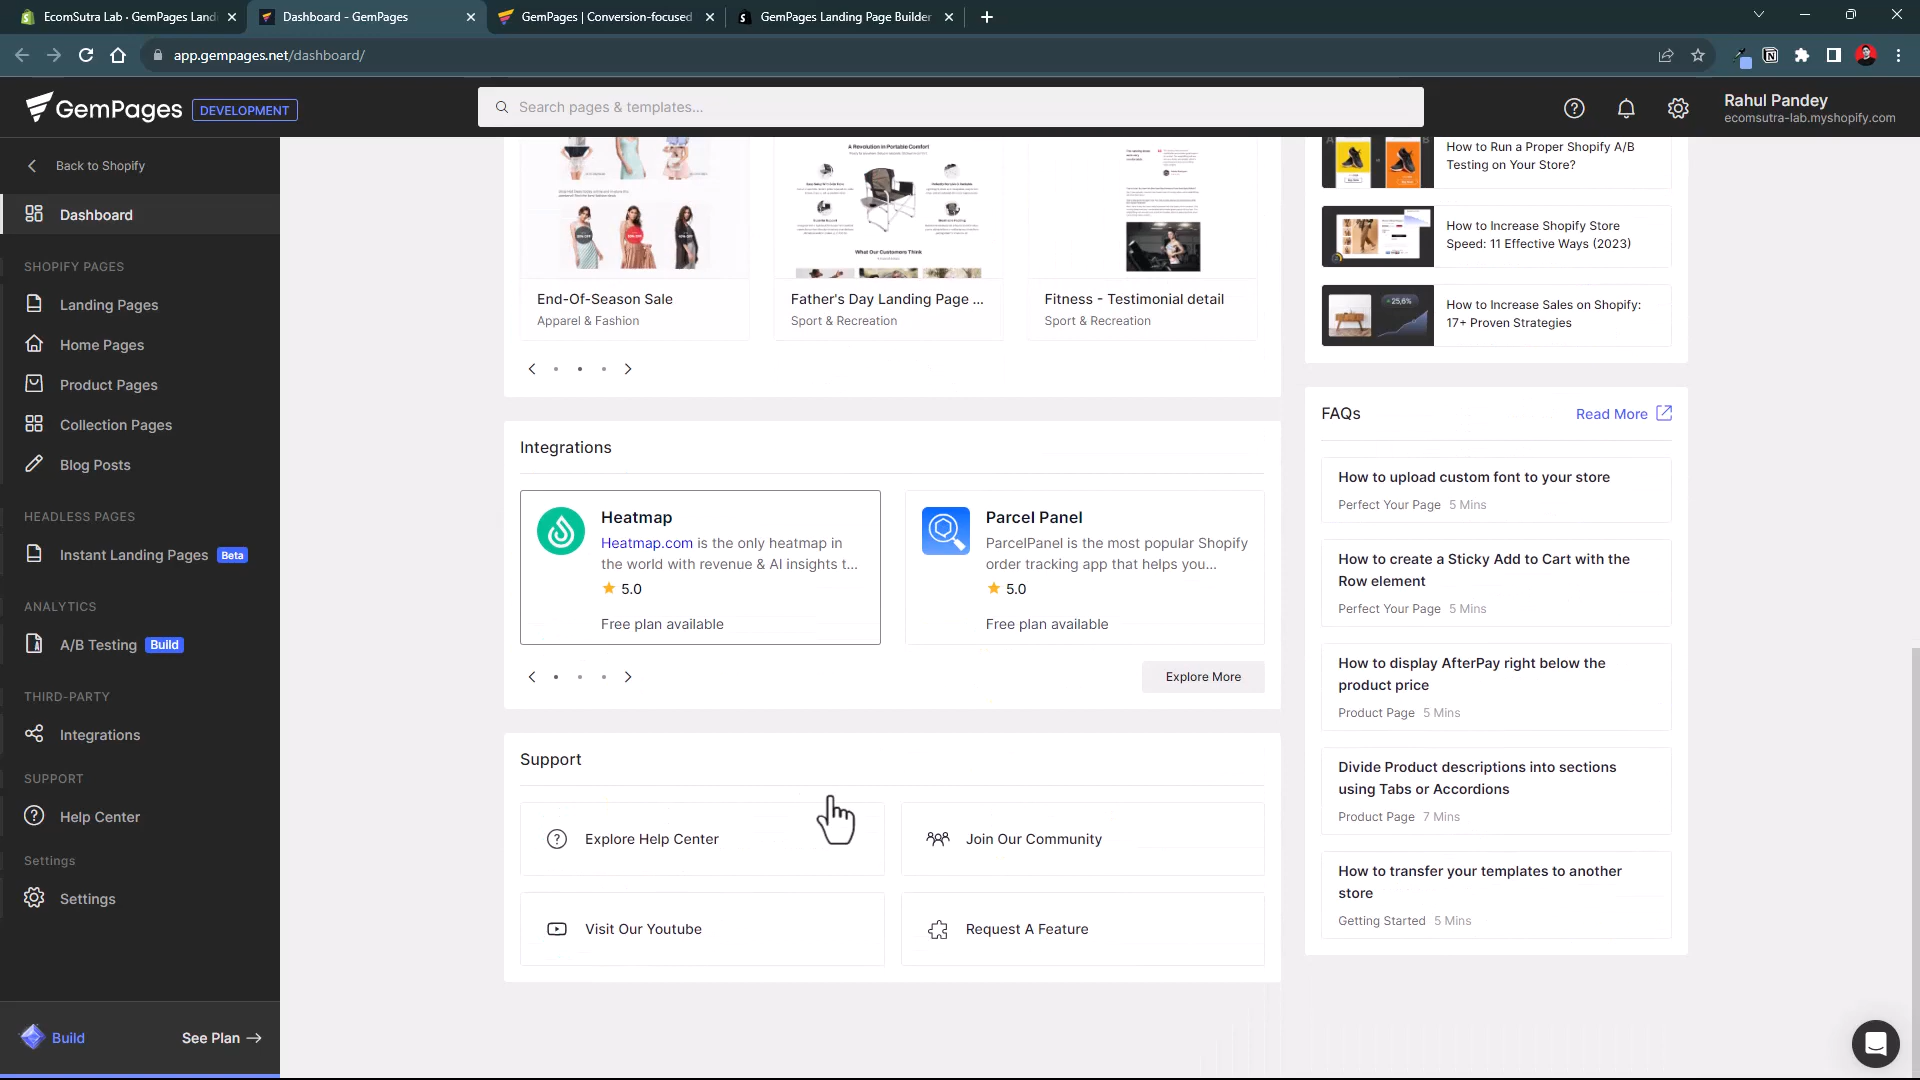 EcomSutra Lab · GemPages Landi
Dashboard - GemPages
GemPages | Conversion-focused
GemPages Landing Page Builder
app.gempages.net/dashboard/
GemPages DEVELOPMENT
Search pages & templates...
Rahul Pandey
ecomsutra-lab.myshopify.com
Back to Shopify
Dashboard
SHOPIFY PAGES
Landing Pages
Home Pages
Product Pages
Collection Pages
Blog Posts
HEADLESS PAGES
Instant Landing Pages Beta
ANALYTICS
A/B Testing Build
THIRD-PARTY
Integrations
SUPPORT
Help Center
Settings
Settings
Build See Plan →
A Revolution in Portable Comfort
What Our Customers Think
End-Of-Season Sale
Apparel & Fashion
Father's Day Landing Page ...
Sport & Recreation
Fitness - Testimonial detail
Sport & Recreation
Integrations
Heatmap
Heatmap.com is the only heatmap in
the world with revenue & AI insights t...
5.0
Free plan available
Parcel Panel
ParcelPanel is the most popular Shopify
order tracking app that helps you...
5.0
Free plan available
Explore More
Support
Explore Help Center
Join Our Community
Visit Our Youtube
Request A Feature
How to Run a Proper Shopify A/B
Testing on Your Store?
How to Increase Shopify Store
Speed: 11 Effective Ways (2023)
25,6%
How to Increase Sales on Shopify:
17+ Proven Strategies
FAQs
Read More
How to upload custom font to your store
Perfect Your Page 5 Mins
How to create a Sticky Add to Cart with the
Row element
Perfect Your Page 5 Mins
How to display AfterPay right below the
product price
Product Page 5 Mins
Divide Product descriptions into sections
using Tabs or Accordions
Product Page 7 Mins
How to transfer your templates to another
store
Getting Started 5 Mins